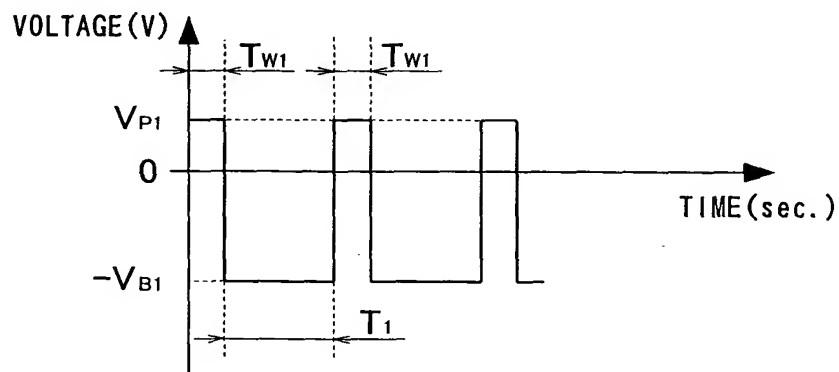 VOLTAGE(V)
TW1 TW1
VP1
0
TIME(sec.)
-VB1
T1